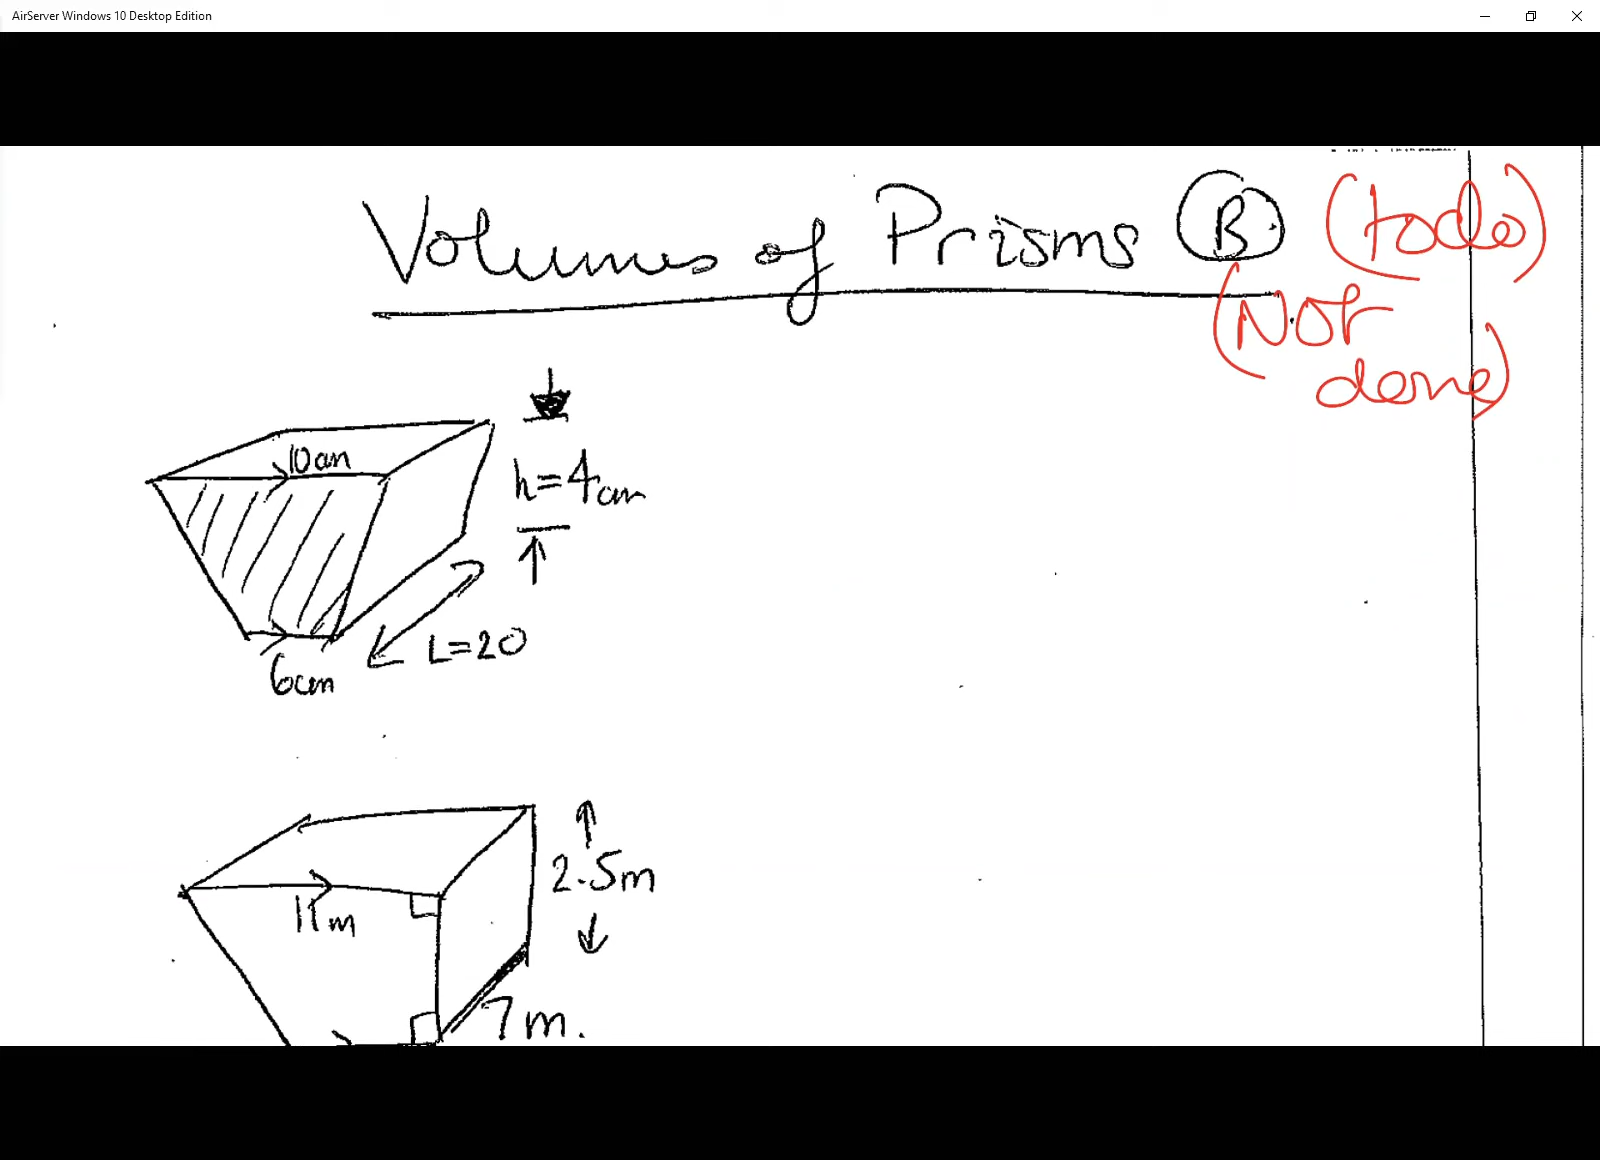 AirServer Windows 10 Desktop Edition
Volumes of Prisms B (todo)
(Not done)
10cm
h=4cm
L=20
6cm
11m
2.5m
7m.